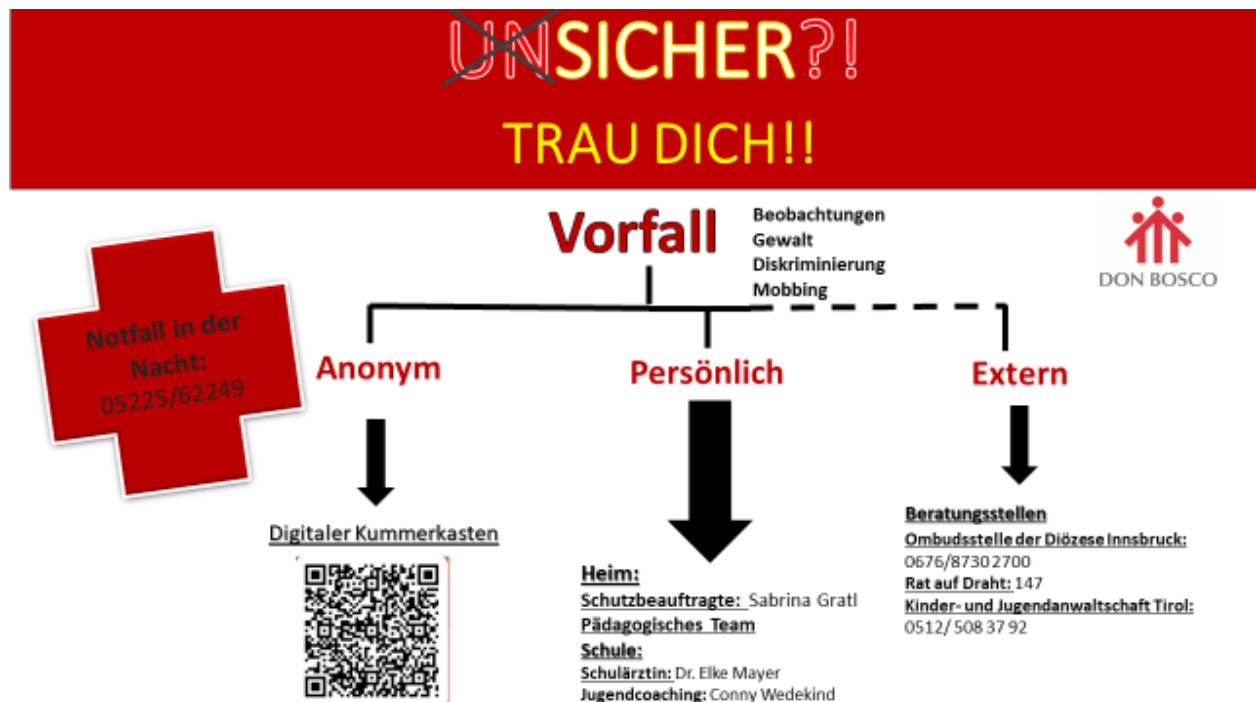 UNSICHER?!
TRAU DICH!!
Vorfall
Beobachtungen
Gewalt
Diskriminierung
Mobbing
DON BOSCO
Notfall in der
Nacht:
05225/62249
Anonym
Persönlich
Extern
Digitaler Kummerkasten
Heim:
Schutzbeauftragte: Sabrina Gratl
Pädagogisches Team
Schule:
Schulärztin: Dr. Elke Mayer
Jugendcoaching: Conny Wedekind
Beratungsstellen
Ombudsstelle der Diözese Innsbruck:
0676/8730 2700
Rat auf Draht: 147
Kinder- und Jugendanwaltschaft Tirol:
0512/ 508 37 92